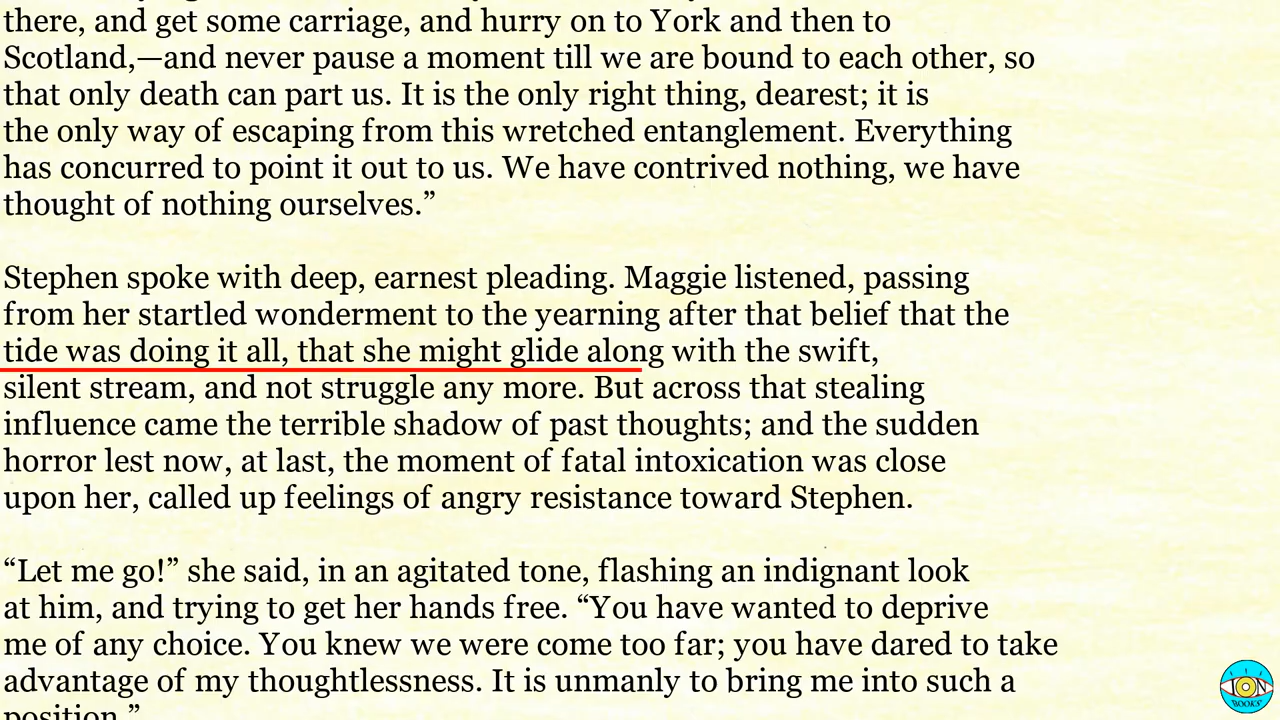 there, and get some carriage, and hurry on to York and then to
Scotland,—and never pause a moment till we are bound to each other, so
that only death can part us. It is the only right thing, dearest; it is
the only way of escaping from this wretched entanglement. Everything
has concurred to point it out to us. We have contrived nothing, we have
thought of nothing ourselves.”
Stephen spoke with deep, earnest pleading. Maggie listened, passing
from her startled wonderment to the yearning after that belief that the
tide was doing it all, that she might glide along with the swift,
silent stream, and not struggle any more. But across that stealing
influence came the terrible shadow of past thoughts; and the sudden
horror lest now, at last, the moment of fatal intoxication was close
upon her, called up feelings of angry resistance toward Stephen.
“Let me go!” she said, in an agitated tone, flashing an indignant look
at him, and trying to get her hands free. “You have wanted to deprive
me of any choice. You knew we were come too far; you have dared to take
advantage of my thoughtlessness. It is unmanly to bring me into such a
position.”
ION
BOOKS